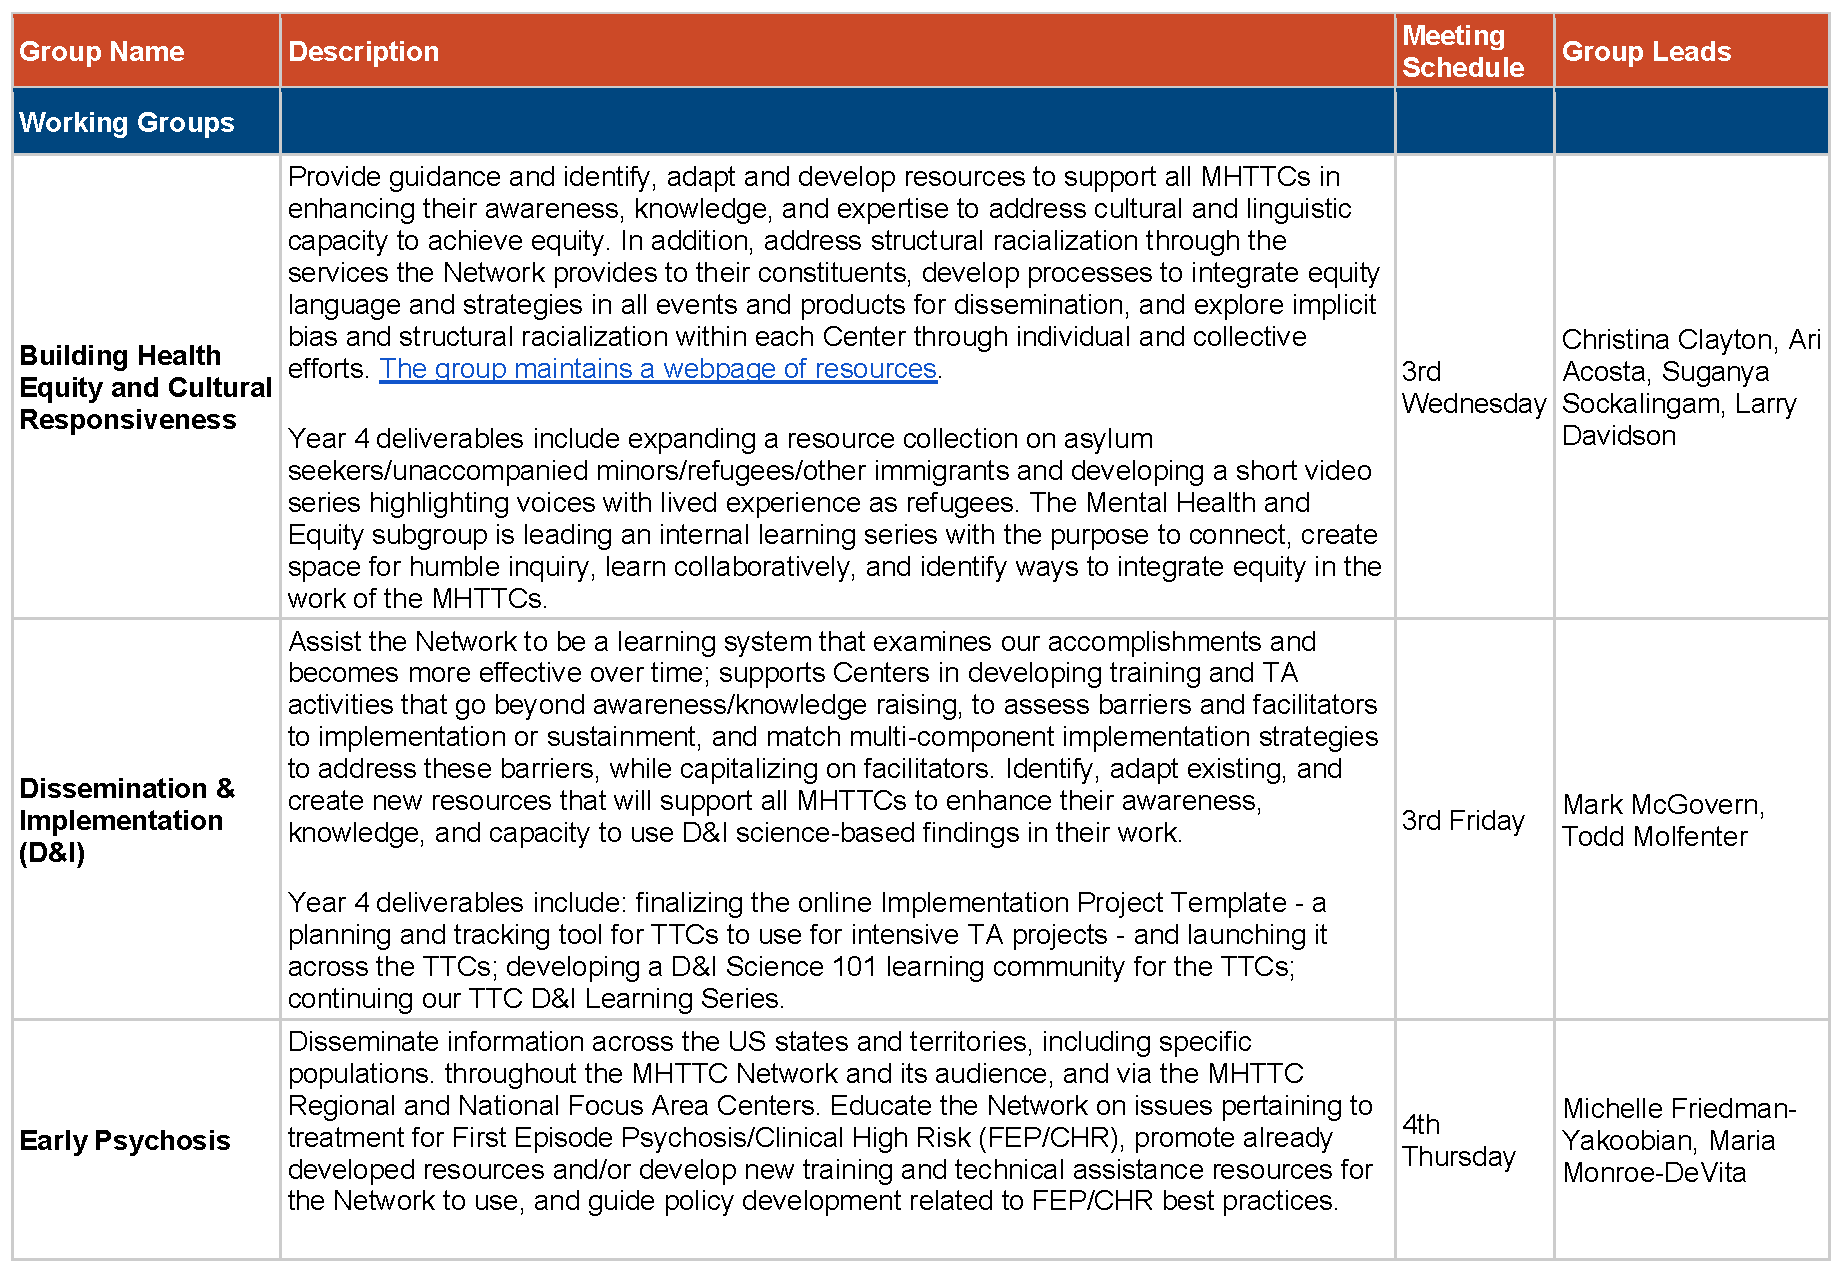 Group Name
Description
Meeting
Schedule
Group Leads
Working Groups
Building Health
Equity and Cultural
Responsiveness
Provide guidance and identify, adapt and develop resources to support all MHTTCs in
enhancing their awareness, knowledge, and expertise to address cultural and linguistic
capacity to achieve equity. In addition, address structural racialization through the
services the Network provides to their constituents, develop processes to integrate equity
language and strategies in all events and products for dissemination, and explore implicit
bias and structural racialization within each Center through individual and collective
efforts. The group maintains a webpage of resources.
Year 4 deliverables include expanding a resource collection on asylum
seekers/unaccompanied minors/refugees/other immigrants and developing a short video
series highlighting voices with lived experience as refugees. The Mental Health and
Equity subgroup is leading an internal learning series with the purpose to connect, create
space for humble inquiry, learn collaboratively, and identify ways to integrate equity in the
work of the MHTTCs.
3rd
Wednesday
Christina Clayton, Ari
Acosta, Suganya
Sockalingam, Larry
Davidson
Dissemination &
Implementation
(D&I)
Assist the Network to be a learning system that examines our accomplishments and
becomes more effective over time; supports Centers in developing training and TA
activities that go beyond awareness/knowledge raising, to assess barriers and facilitators
to implementation or sustainment, and match multi-component implementation strategies
to address these barriers, while capitalizing on facilitators. Identify, adapt existing, and
create new resources that will support all MHTTCs to enhance their awareness,
knowledge, and capacity to use D&I science-based findings in their work.
Year 4 deliverables include: finalizing the online Implementation Project Template - a
planning and tracking tool for TTCs to use for intensive TA projects - and launching it
across the TTCs; developing a D&I Science 101 learning community for the TTCs;
continuing our TTC D&I Learning Series.
3rd Friday
Mark McGovern,
Todd Molfenter
Early Psychosis
Disseminate information across the US states and territories, including specific
populations. throughout the MHTTC Network and its audience, and via the MHTTC
Regional and National Focus Area Centers. Educate the Network on issues pertaining to
treatment for First Episode Psychosis/Clinical High Risk (FEP/CHR), promote already
developed resources and/or develop new training and technical assistance resources for
the Network to use, and guide policy development related to FEP/CHR best practices.
4th
Thursday
Michelle Friedman-
Yakoobian, Maria
Monroe-DeVita